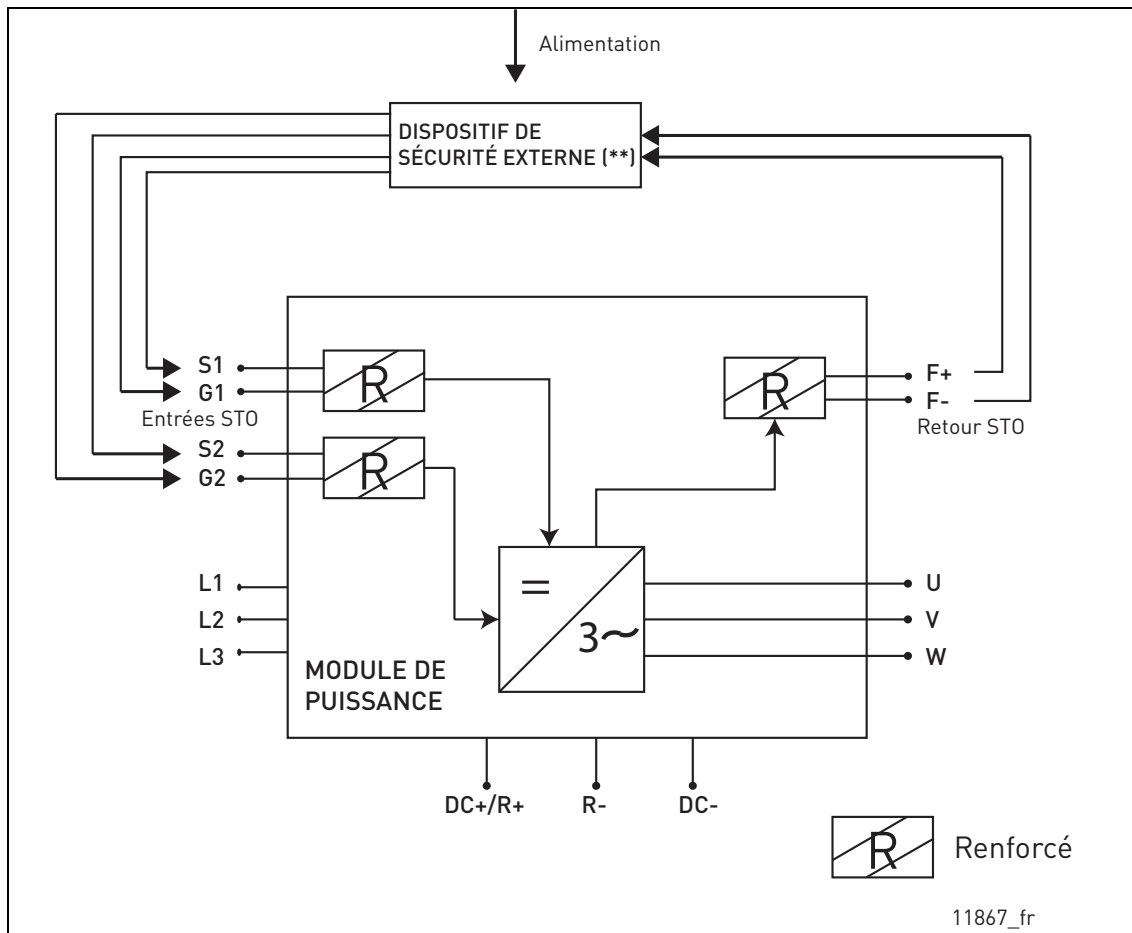 Alimentation
DISPOSITIF DE
SÉCURITÉ EXTERNE (**)
S1
G1
Entrées STO
S2
G2
R
R
R
F+
F-
Retour STO
L1
L2
L3
=
3~
U
V
W
MODULE DE
PUISSANCE
DC+/R+
R-
DC-
R
Renforcé
11867_fr